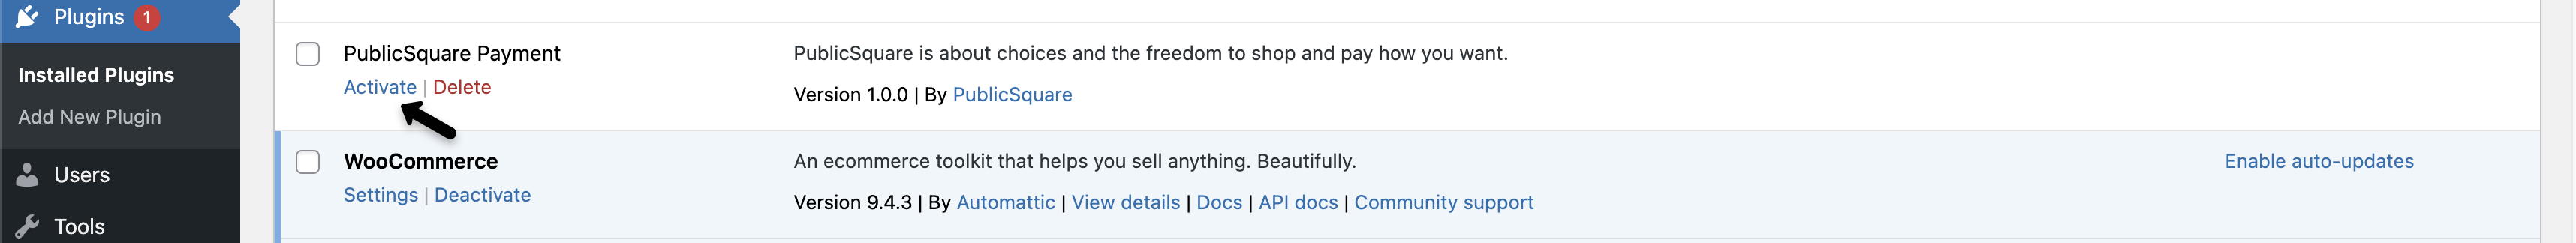 Plugins 1
Installed Plugins
Add New Plugin
Users
Tools
PublicSquare Payment
Activate | Delete
PublicSquare is about choices and the freedom to shop and pay how you want.
Version 1.0.0 | By PublicSquare
WooCommerce
Settings | Deactivate
An ecommerce toolkit that helps you sell anything. Beautifully.
Version 9.4.3 | By Automattic | View details | Docs | API docs | Community support
Enable auto-updates